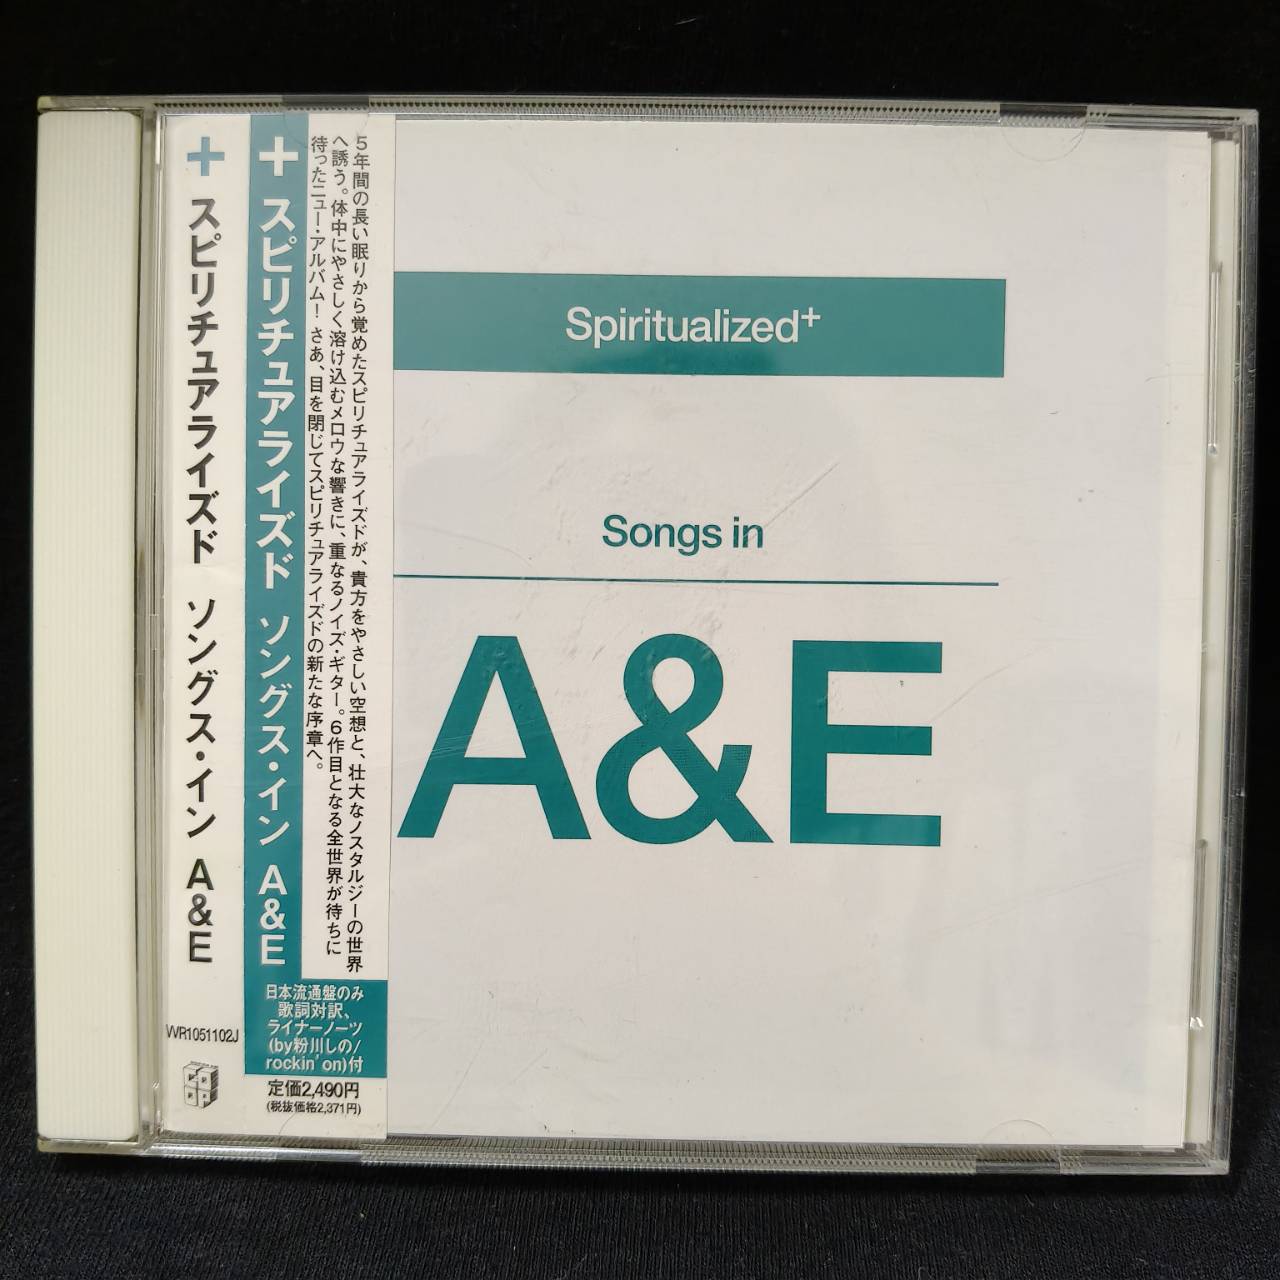 + スピリチュアライズド ソングス・イン A&E
VVR1051102J
+ スピリチュアライズド ソングス・イン A&E
5年間の長い眠りから覚めたスピリチュアライズドが、貴方をやさしい空想と、壮大なノスタルジーの世界
へ誘う。体中にやさしく溶け込むメロウな響きに、重なるノイズ・ギター。6作目となる全世界が待ちに
待ったニュー・アルバム! さあ、目を閉じてスピリチュアライズドの新たな序章へ。
日本流通盤のみ
歌詞対訳、
ライナーノーツ
(by粉川しの/
rockin'on)付
定価2,490円
(税抜価格2,371円)
Spiritualized+
Songs in
A&E